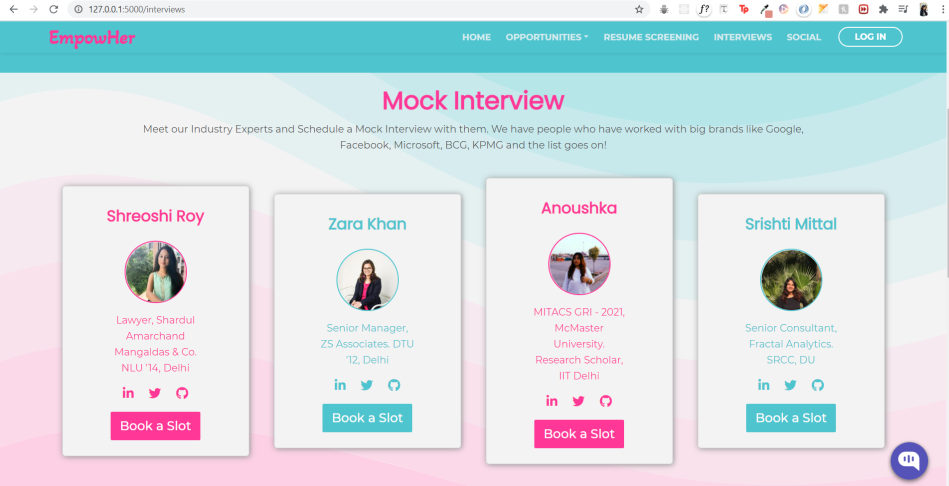 127.0.0.1:5000/interviews
EmpowHer
HOME OPPORTUNITIES RESUME SCREENING INTERVIEWS SOCIAL LOG IN
Mock Interview
Meet our Industry Experts and Schedule a Mock Interview with them. We have people who have worked with big brands like Google,
Facebook, Microsoft, BCG, KPMG and the list goes on!
Shreoshi Roy
Lawyer, Shardul
Amarchand
Mangaldas & Co.
NLU '14, Delhi
Book a Slot
Zara Khan
Senior Manager,
ZS Associates. DTU
'12, Delhi
Book a Slot
Anoushka
MITACS GRI - 2021,
McMaster
University.
Research Scholar,
IIT Delhi
Book a Slot
Srishti Mittal
Senior Consultant,
Fractal Analytics.
SRCC, DU
Book a Slot